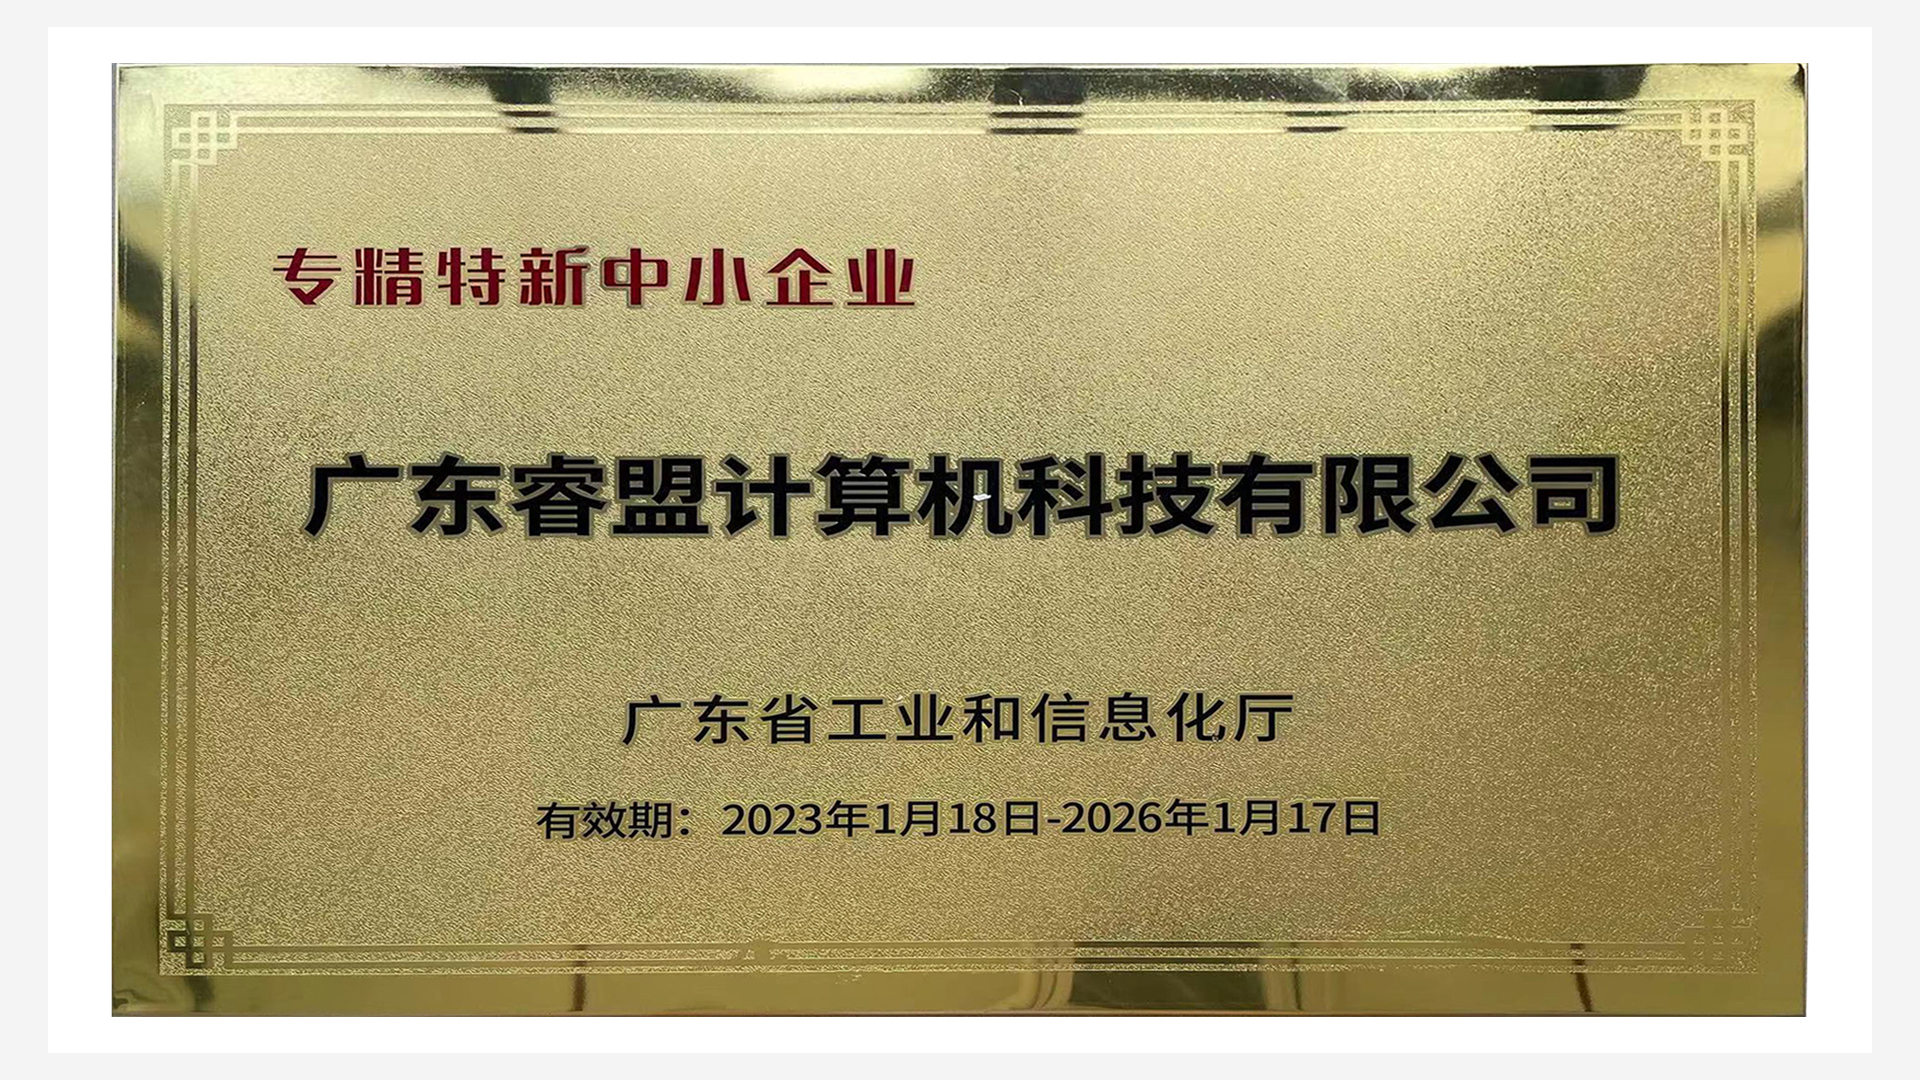 专精特新中小企业
广东睿盟计算机科技有限公司
广东省工业和信息化厅
有效期：2023年1月18日-2026年1月17日